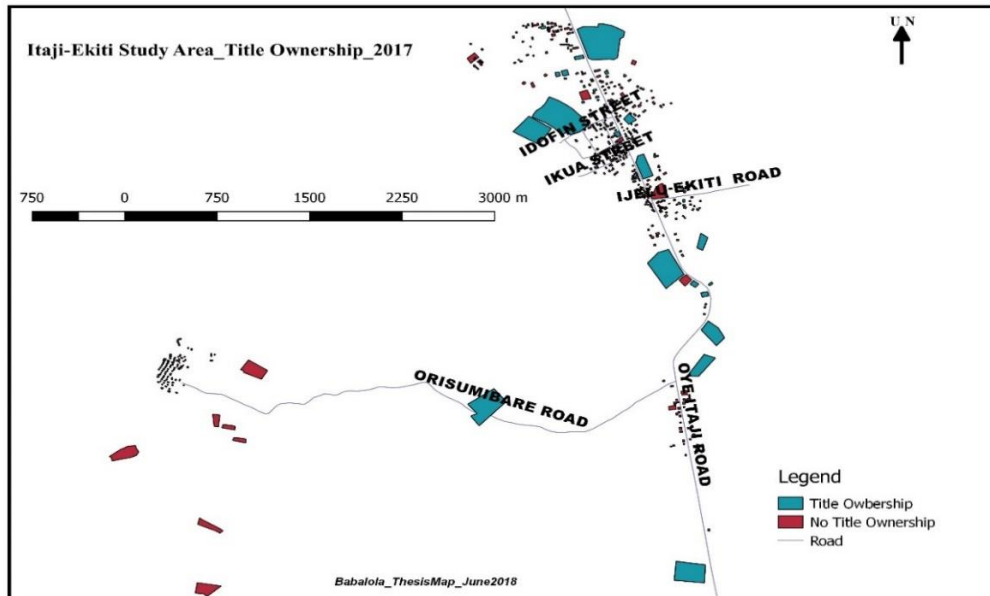 Itaji-Ekiti Study Area_Title Ownership_2017
U N
IDOFIN STREET
IKUA STREET
IJELU-EKITI ROAD
750 0 750 1500 2250 3000 m
ORISUMIBARE ROAD
OYE-ITAJI ROAD
Legend
Title Owbership
No Title Ownership
Road
Babalola_ThesisMap_June2018